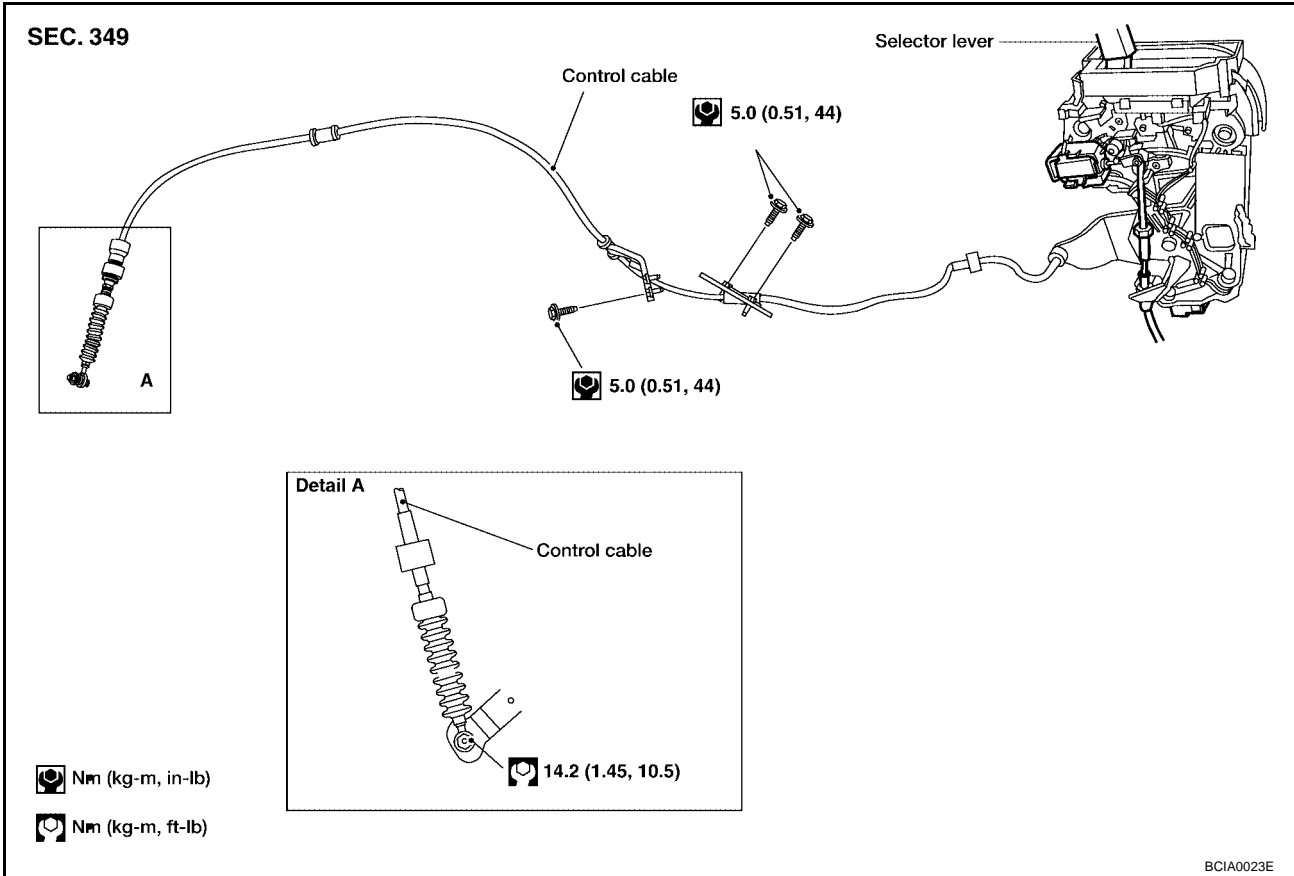 SEC. 349
Selector lever
Control cable
5.0 (0.51, 44)
A
5.0 (0.51, 44)
Detail A
Control cable
14.2 (1.45, 10.5)
N•m (kg-m, in-lb)
N•m (kg-m, ft-lb)
BCIA0023E